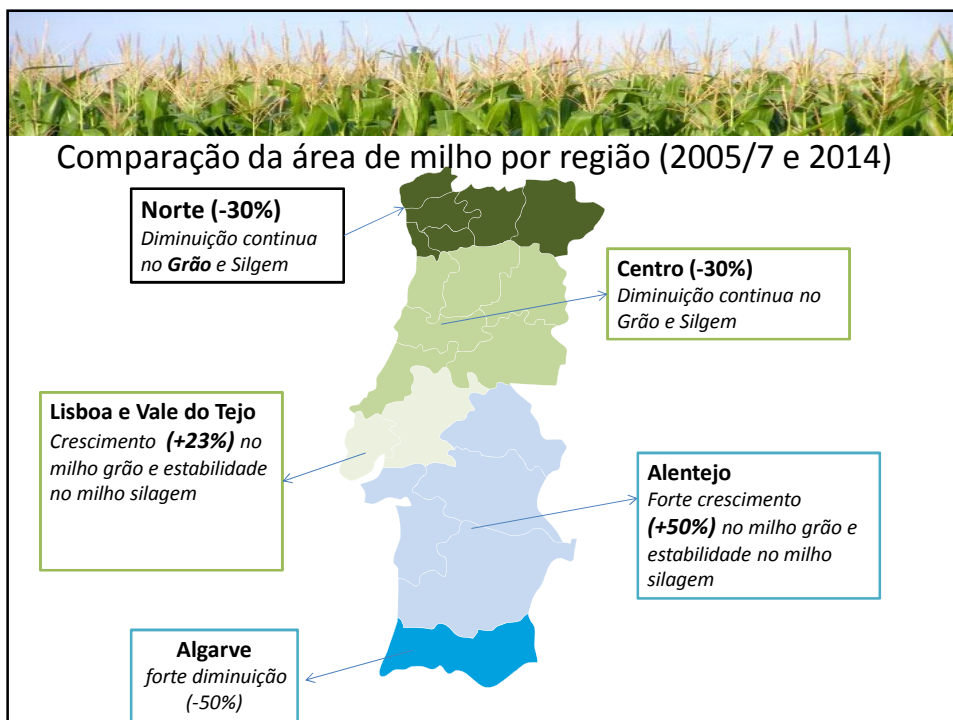 Comparação da área de milho por região (2005/7 e 2014)
Norte (-30%)
Diminuição continua
no Grão e Silgem
Centro (-30%)
Diminuição continua no
Grão e Silgem
Lisboa e Vale do Tejo
Crescimento (+23%) no
milho grão e estabilidade
no milho silagem
Alentejo
Forte crescimento
(+50%) no milho grão e
estabilidade no milho
silagem
Algarve
forte diminuição
(-50%)